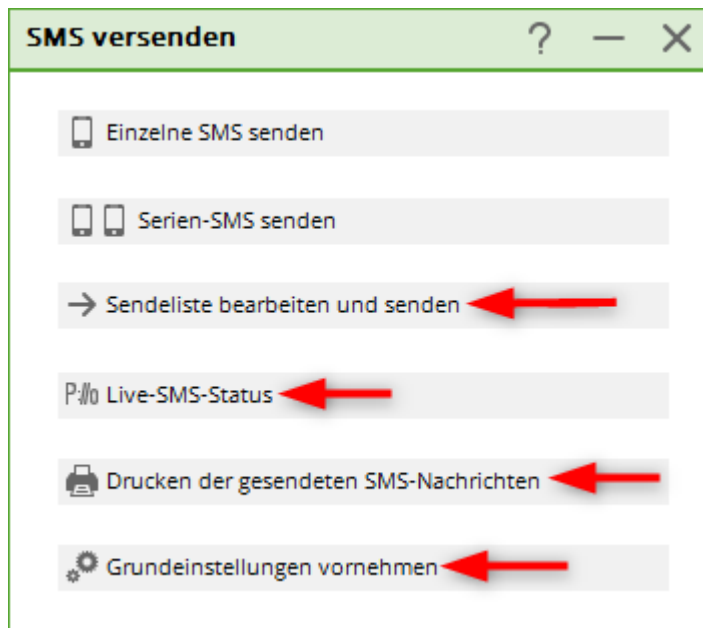 SMS versenden ?
Einzelne SMS senden
Serien-SMS senden
Sendeliste bearbeiten und senden
P://o Live-SMS-Status
Drucken der gesendeten SMS-Nachrichten
Grundeinstellungen vornehmen